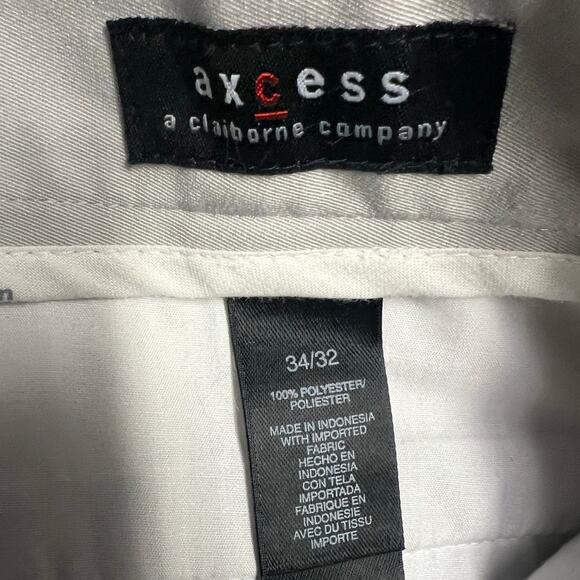 axcess
a claiborne company
n
34/32
100% POLYESTER/
POLIESTER
MADE IN INDONESIA
WITH IMPORTED
FABRIC
HECHO EN
INDONESIA
CON TELA
IMPORTADA
FABRIQUE EN
INDONESIE
AVEC DU TISSU
IMPORTE